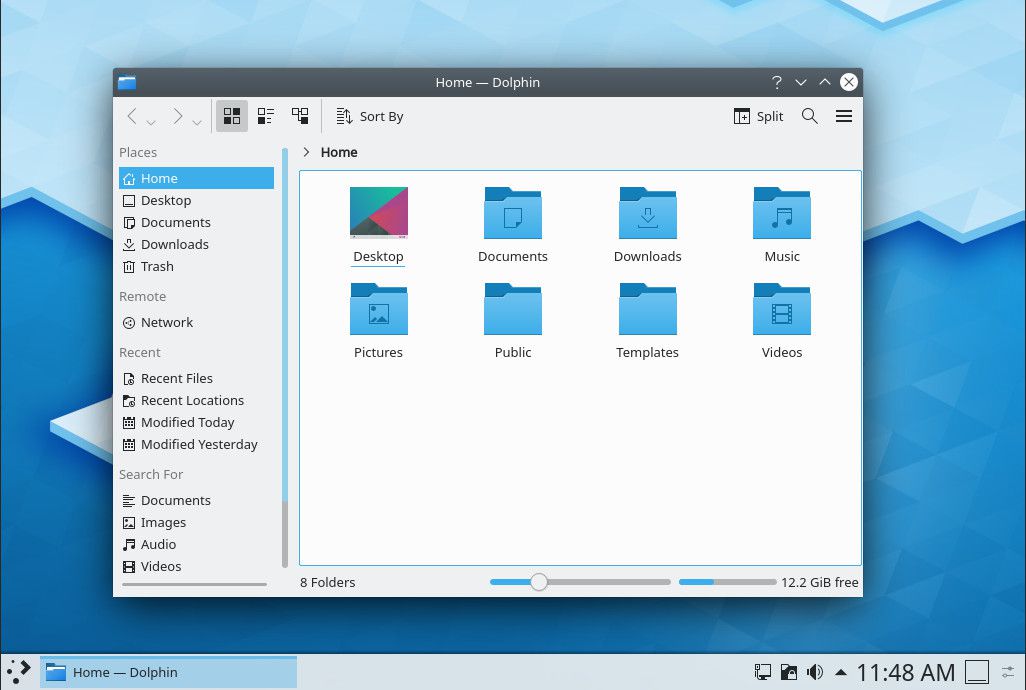 Home — Dolphin
Sort By
Split
Places
Home
Desktop
Documents
Downloads
Trash
Remote
Network
Recent
Recent Files
Recent Locations
Modified Today
Modified Yesterday
Search For
Documents
Images
Audio
Videos
Home
Desktop
Documents
Downloads
Music
Pictures
Public
Templates
Videos
8 Folders
12.2 GiB free
Home — Dolphin
11:48 AM